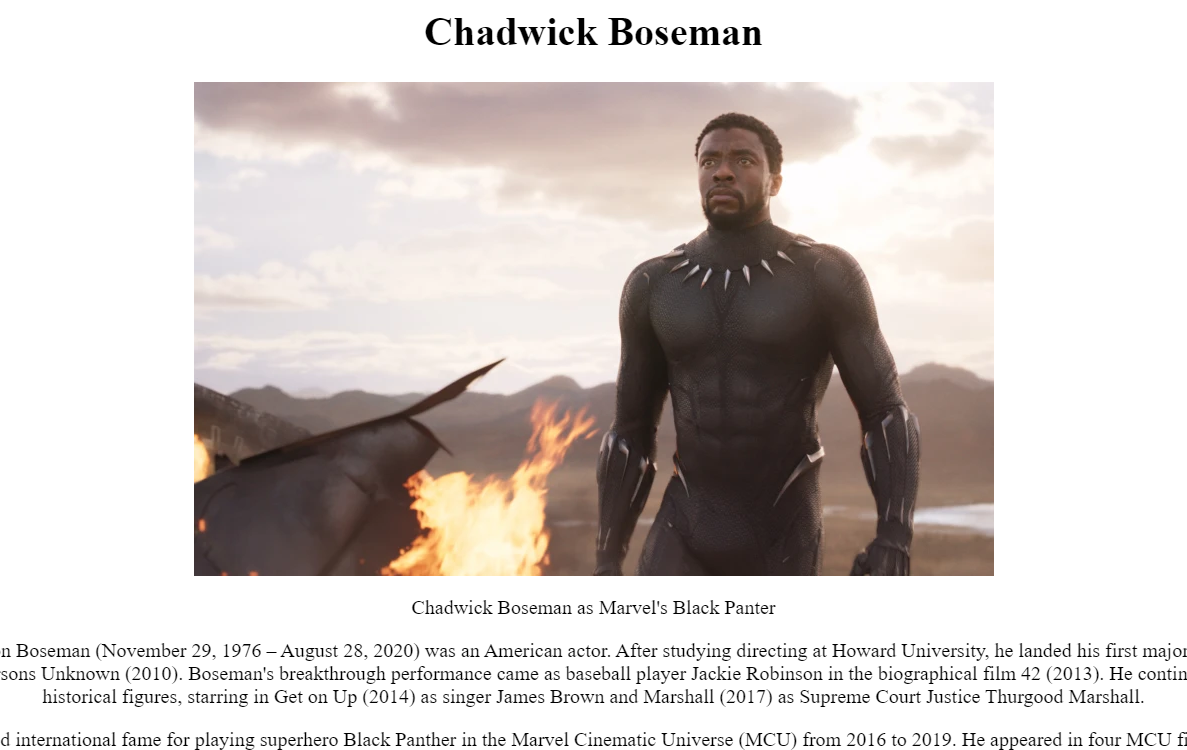 Chadwick Boseman
Chadwick Boseman as Marvel's Black Panter
Boseman (November 29, 1976 – August 28, 2020) was an American actor. After studying directing at Howard University, he landed his first major
Unknown (2010). Boseman's breakthrough performance came as baseball player Jackie Robinson in the biographical film 42 (2013). He
historical figures, starring in Get on Up (2014) as singer James Brown and Marshall (2017) as Supreme Court Justice Thurgood Marshall.
international fame for playing superhero Black Panther in the Marvel Cinematic Universe (MCU) from 2016 to 2019. He appeared in four MCU